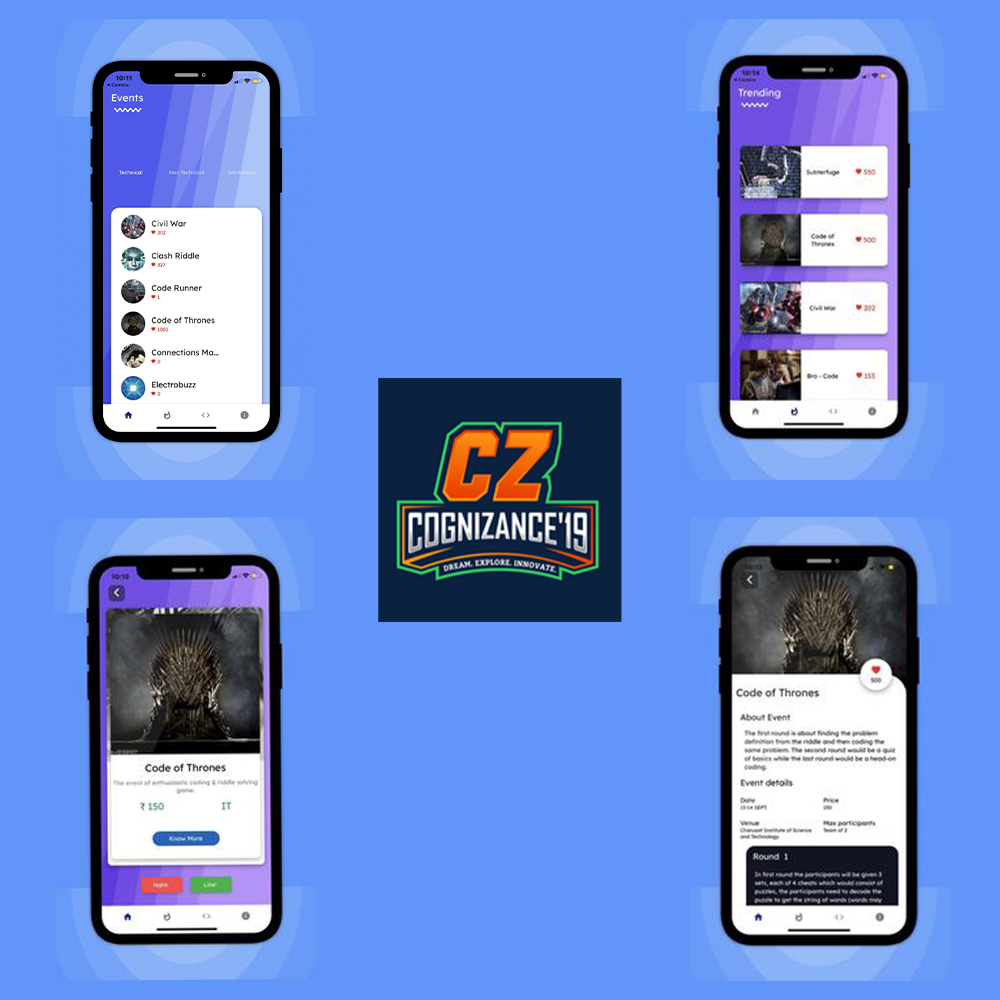 10:11
Camera
Events
Technical
Non Technical
Workshops
Civil War
202
Clash Riddle
227
Code Runner
1
Code of Thrones
1001
Connections Ma...
0
Electrobuzz
0
Trending
Subterfuge
550
Code of
Thrones
500
Civil War
202
Bro - Code
153
CZ
COGNIZANCE'19
DREAM. EXPLORE. INNOVATE.
Code of Thrones
The event of enthusiastic coding & riddle solving
game.
₹ 150
IT
Know More
Nope
Like!
500
Code of Thrones
About Event
The first round is about finding the problem
definition from the riddle and then coding the
same problem. The second round would be a quiz
of basics while the last round would be a head-on
coding.
Event details
Date
Price
13-14 SEPT.
150
Venue
Max participants
Charusat Institute of Science
and Technology
Team of 2
Round 1
In first round the participants will be given 3
sets, each of 4 cheats which would consist of
puzzles, the participants need to decode the
puzzle to get the string of words (words may